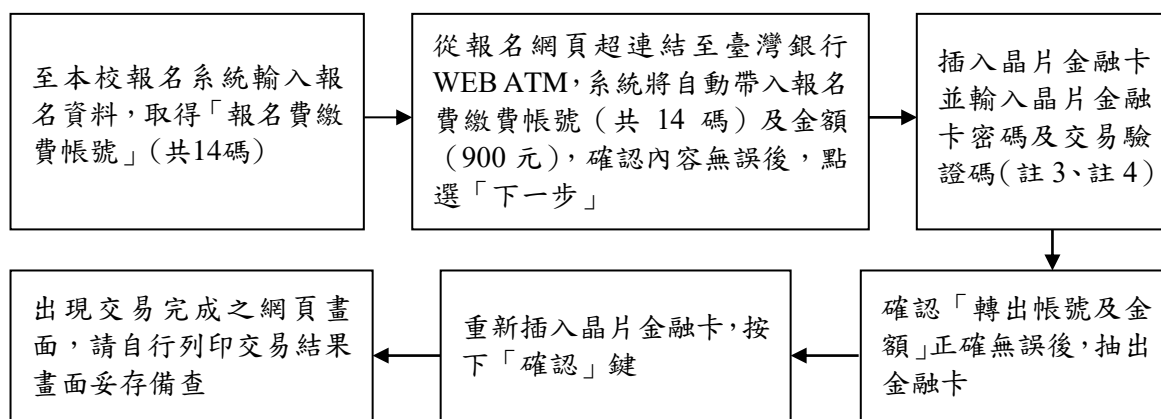 至本校報名系統輸入報
名資料，取得「報名費繳
費帳號」（共14碼）
從報名網頁超連結至臺灣銀行
WEB ATM，系統將自動帶入報名
費繳費帳號（共 14 碼）及金額
（900 元），確認內容無誤後，點
選「下一步」
插入晶片金融卡
並輸入晶片金融
卡密碼及交易驗
證碼（註 3、註 4）
確認「轉出帳號及金
額」正確無誤後，抽出
金融卡
重新插入晶片金融卡，按
下「確認」鍵
出現交易完成之網頁畫
面，請自行列印交易結果
畫面妥存備查